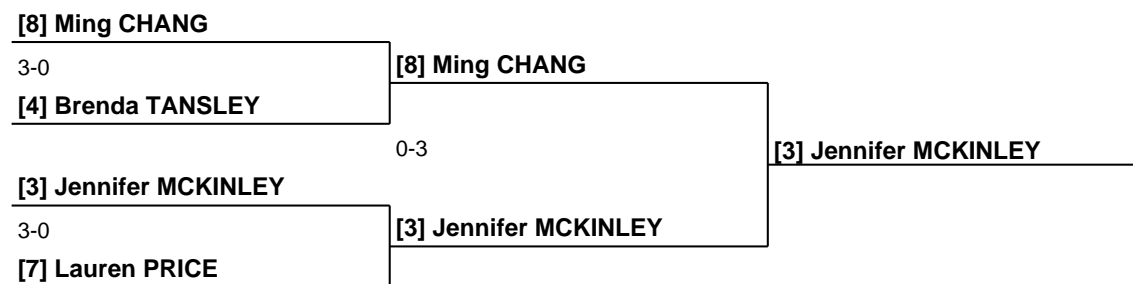 [8] Ming CHANG
3-0
[8] Ming CHANG
[4] Brenda TANSLEY
0-3
[3] Jennifer MCKINLEY
[3] Jennifer MCKINLEY
3-0
[3] Jennifer MCKINLEY
[7] Lauren PRICE